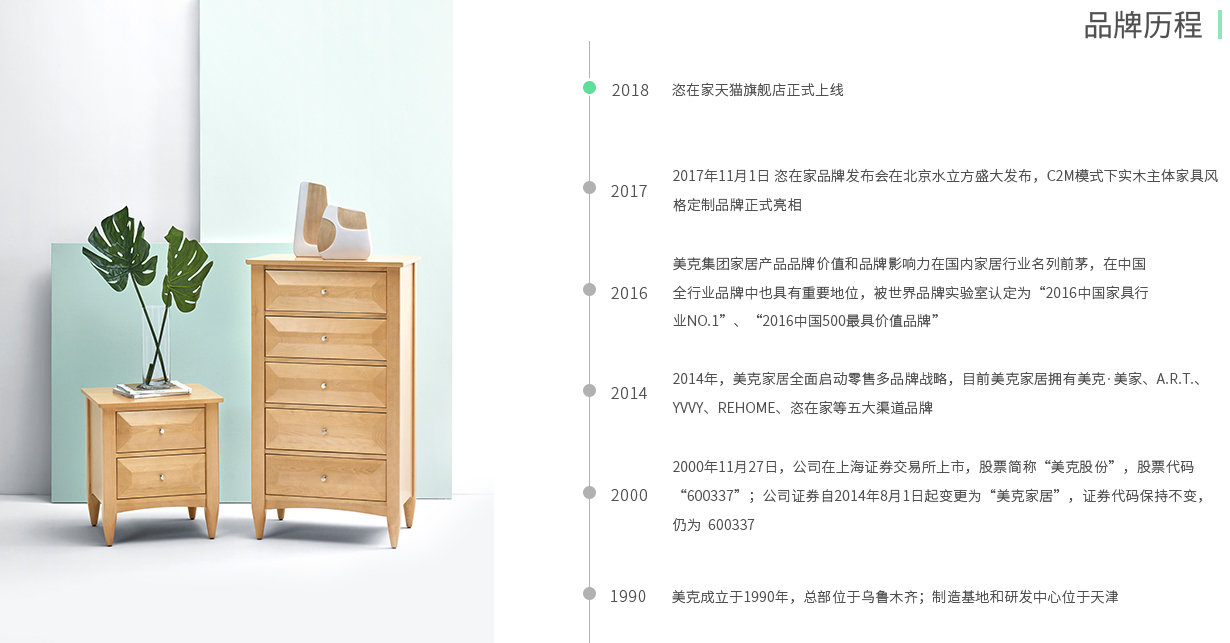 品牌历程
2018 恣在家天猫旗舰店正式上线
2017 2017年11月1日 恣在家品牌发布会在北京水立方盛大发布，C2M模式下实木主体家具风
格定制品牌正式亮相
2016 美克集团家居产品品牌价值和品牌影响力在国内家居行业名列前茅，在中国
全行业品牌中也具有重要地位，被世界品牌实验室认定为“2016中国家具行
业NO.1”、“2016中国500最具价值品牌”
2014 2014年，美克家居全面启动零售多品牌战略，目前美克家居拥有美克·美家、A.R.T.、
YVVY、REHOME、恣在家等五大渠道品牌
2000 2000年11月27日，公司在上海证券交易所上市，股票简称“美克股份”，股票代码
“600337”；公司证券自2014年8月1日起变更为“美克家居”，证券代码保持不变，
仍为 600337
1990 美克成立于1990年，总部位于乌鲁木齐；制造基地和研发中心位于天津